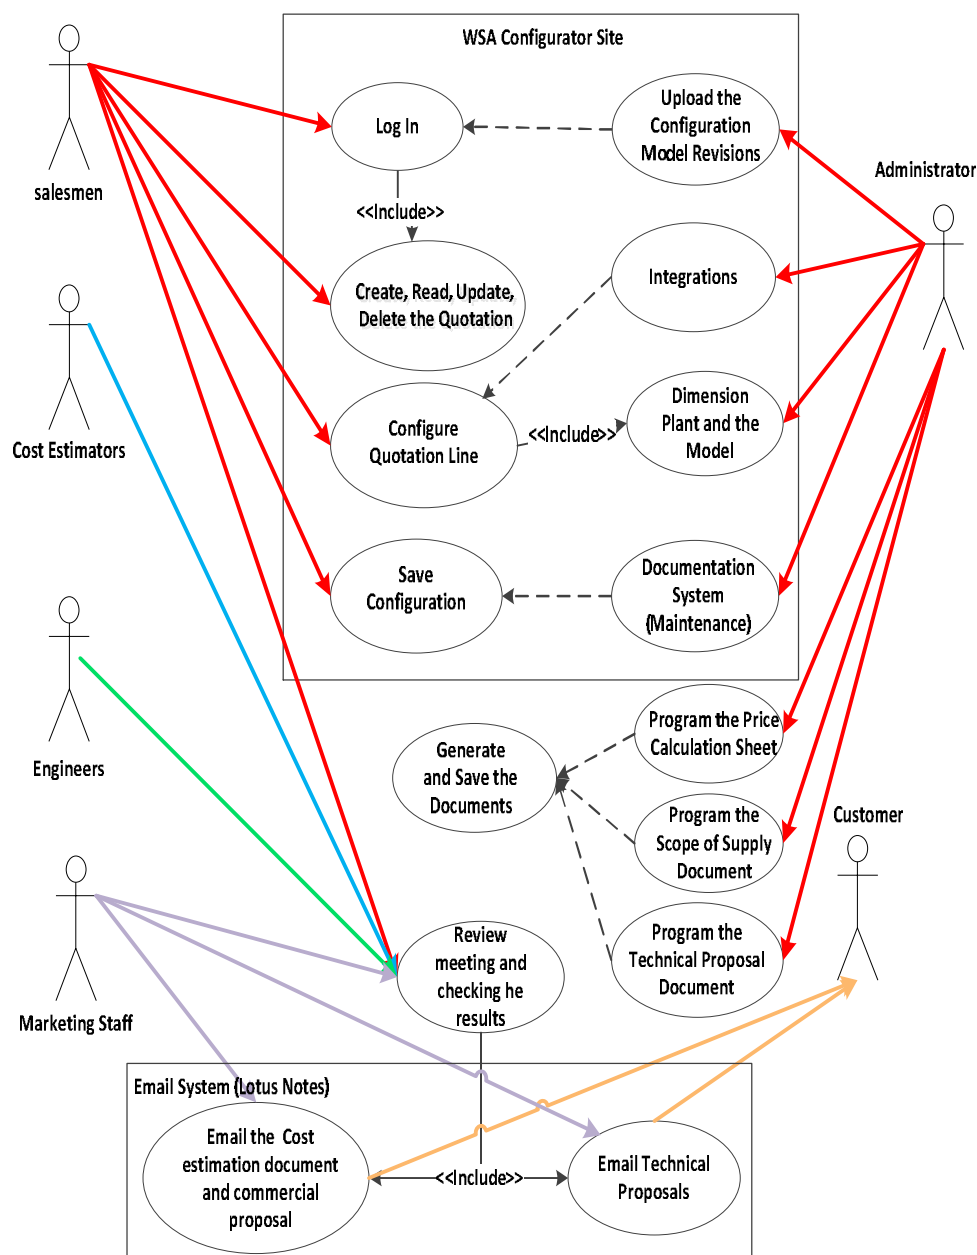 WSA Configurator Site
salesmen
Log In
Upload the
Configuration
Model Revisions
Administrator
<<Include>>
Create, Read, Update,
Delete the Quotation
Integrations
Cost Estimators
Configure
Quotation Line
<<Include>>
Dimension
Plant and the
Model
Save
Configuration
Documentation
System
(Maintenance)
Engineers
Generate
and Save the
Documents
Program the Price
Calculation Sheet
Program the
Scope of Supply
Document
Customer
Marketing Staff
Review
meeting and
checking he
results
Program the
Technical Proposal
Document
Email System (Lotus Notes)
Email the Cost
estimation document
and commercial
proposal
<<Include>>
Email Technical
Proposals